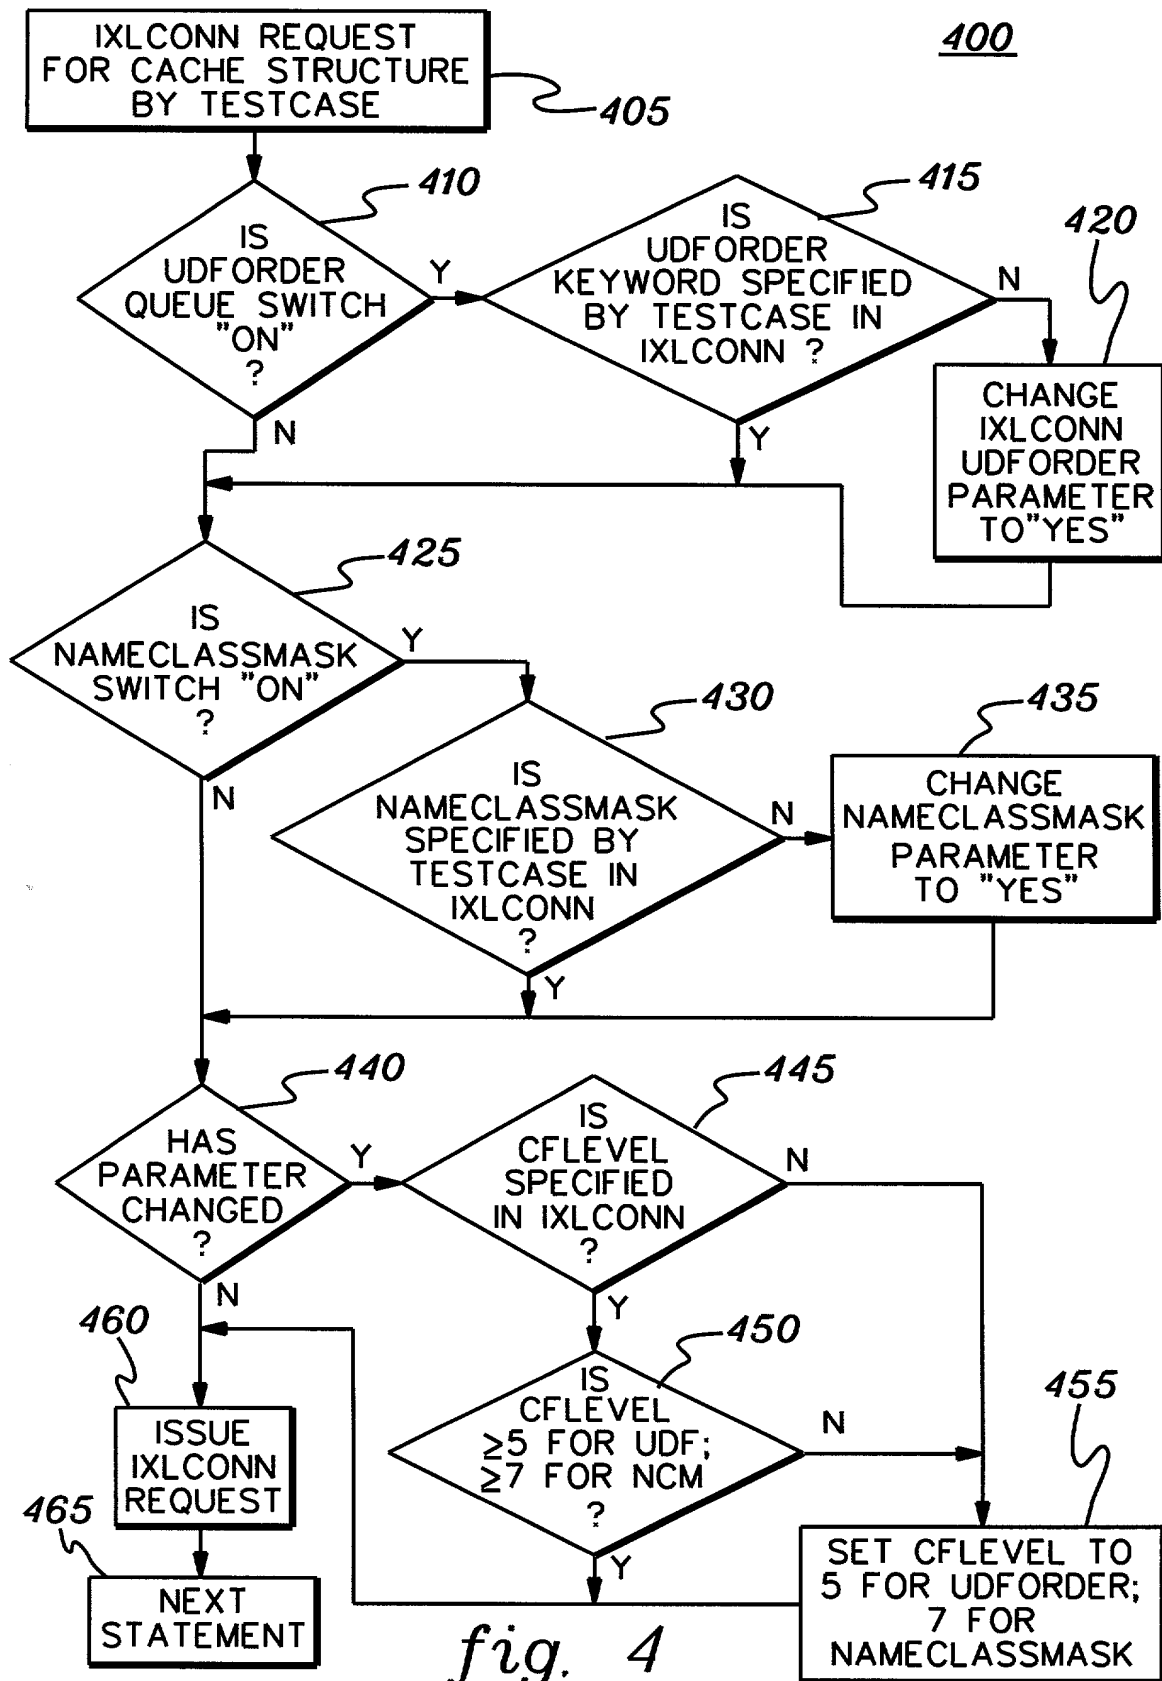 IXLCONN REQUEST
FOR CACHE STRUCTURE
BY TESTCASE
405
400
410
IS
UDFORDER
QUEUE SWITCH
"ON"
?
Y
N
415
IS
UDFORDER
KEYWORD SPECIFIED
BY TESTCASE IN
IXLCONN ?
N
Y
420
CHANGE
IXLCONN
UDFORDER
PARAMETER
TO"YES"
425
IS
NAMECLASSMASK
SWITCH "ON"
?
Y
N
430
IS
NAMECLASSMASK
SPECIFIED BY
TESTCASE IN
IXLCONN
?
N
Y
435
CHANGE
NAMECLASSMASK
PARAMETER
TO "YES"
440
HAS
PARAMETER
CHANGED
?
Y
N
445
IS
CFLEVEL
SPECIFIED
IN IXLCONN
?
N
Y
450
IS
CFLEVEL
≥5 FOR UDF;
≥7 FOR NCM
?
N
Y
455
SET CFLEVEL TO
5 FOR UDFORDER;
7 FOR
NAMECLASSMASK
460
ISSUE
IXLCONN
REQUEST
465
NEXT
STATEMENT
fig. 4